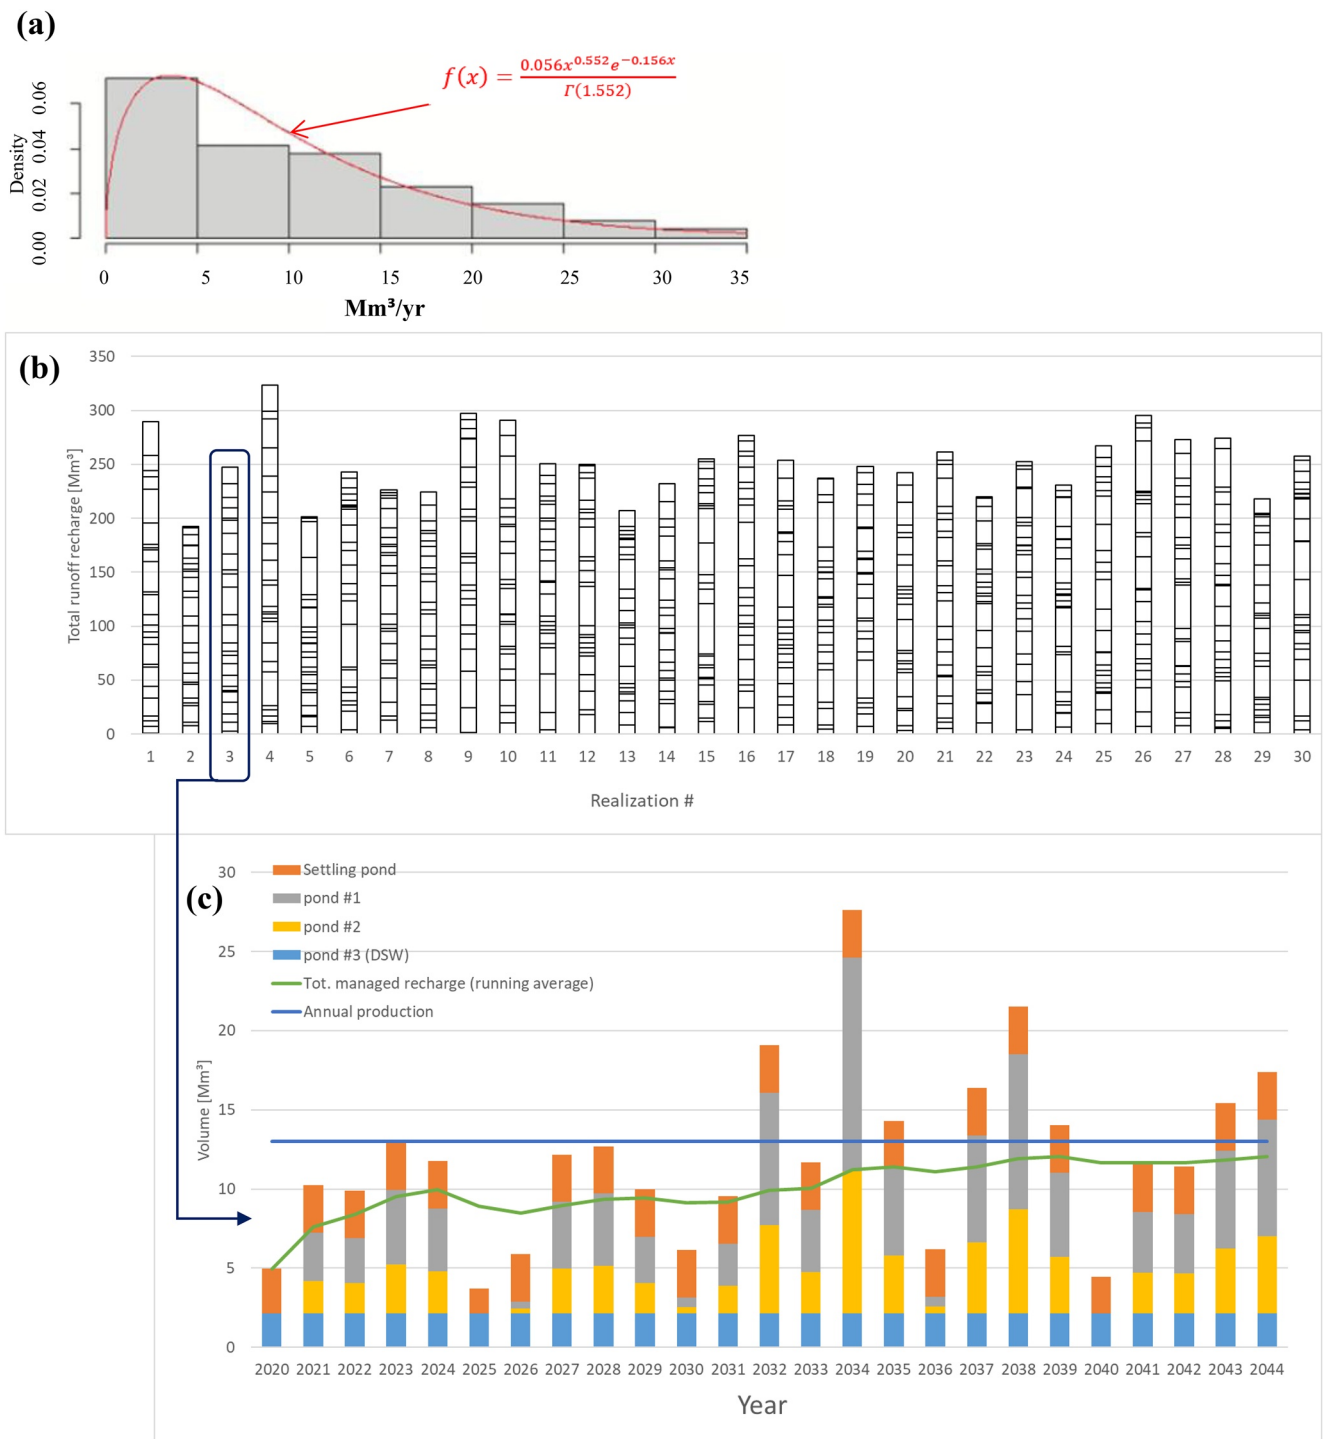 (a)
f(x) = 0.056x^0.552 e^−0.156x / Γ(1.552)
Density
0.06
0.04
0.02
0.00
0 5 10 15 20 25 30 35
Mm³/yr
(b)
Total runoff recharge [Mm³]
350
300
250
200
150
100
50
0
1 2 3 4 5 6 7 8 9 10 11 12 13 14 15 16 17 18 19 20 21 22 23 24 25 26 27 28 29 30
Realization #
(c)
Settling pond
pond #1
pond #2
pond #3 (DSW)
Tot. managed recharge (running average)
Annual production
Volume [Mm³]
30
25
20
15
10
5
0
2020 2021 2022 2023 2024 2025 2026 2027 2028 2029 2030 2031 2032 2033 2034 2035 2036 2037 2038 2039 2040 2041 2042 2043 2044
Year